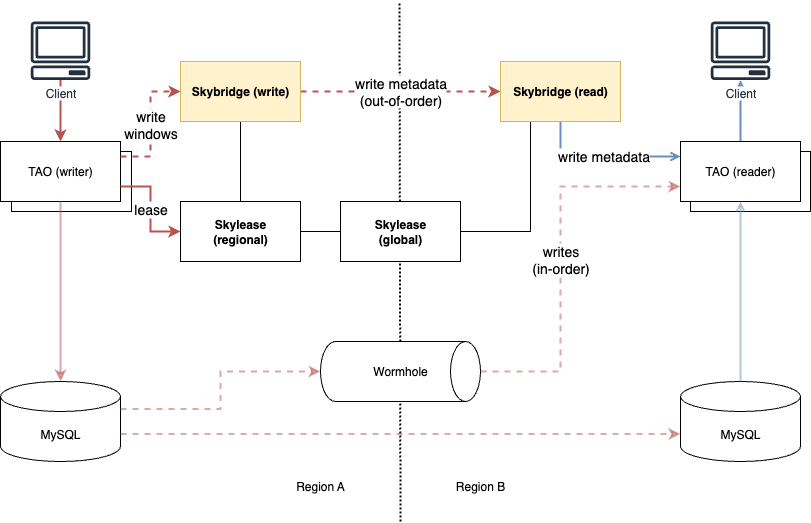 Client
Client
Skybridge (write)
write metadata
(out-of-order)
Skybridge (read)
write
windows
write metadata
TAO (writer)
TAO (reader)
lease
Skylease
(regional)
Skylease
(global)
writes
(in-order)
Wormhole
MySQL
MySQL
Region A
Region B